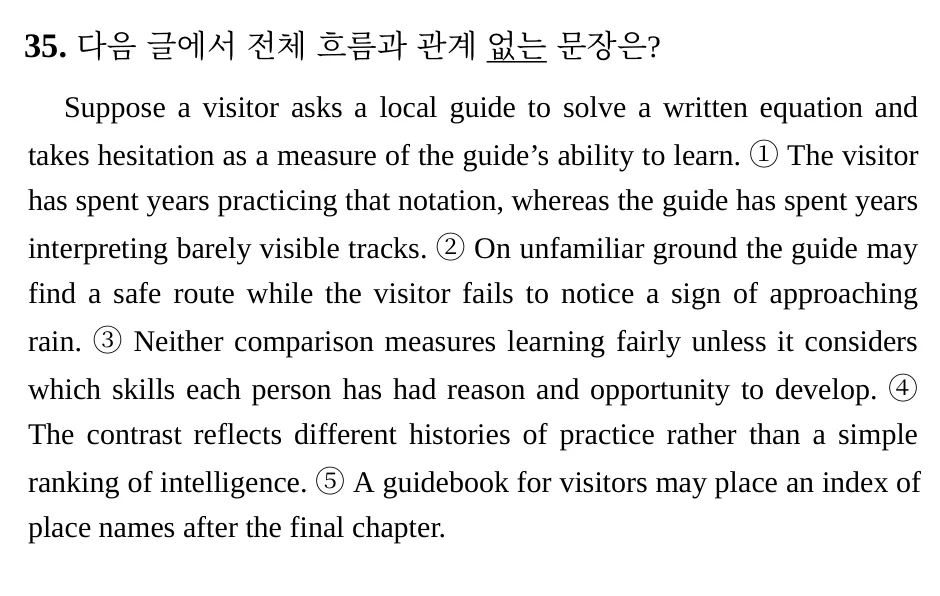 35. 다음 글에서 전체 흐름과 관계 없는 문장은?
Suppose a visitor asks a local guide to solve a written equation and
takes hesitation as a measure of the guide’s ability to learn. ① The visitor
has spent years practicing that notation, whereas the guide has spent years
interpreting barely visible tracks. ② On unfamiliar ground the guide may
find a safe route while the visitor fails to notice a sign of approaching
rain. ③ Neither comparison measures learning fairly unless it considers
which skills each person has had reason and opportunity to develop. ④
The contrast reflects different histories of practice rather than a simple
ranking of intelligence. ⑤ A guidebook for visitors may place an index of
place names after the final chapter.